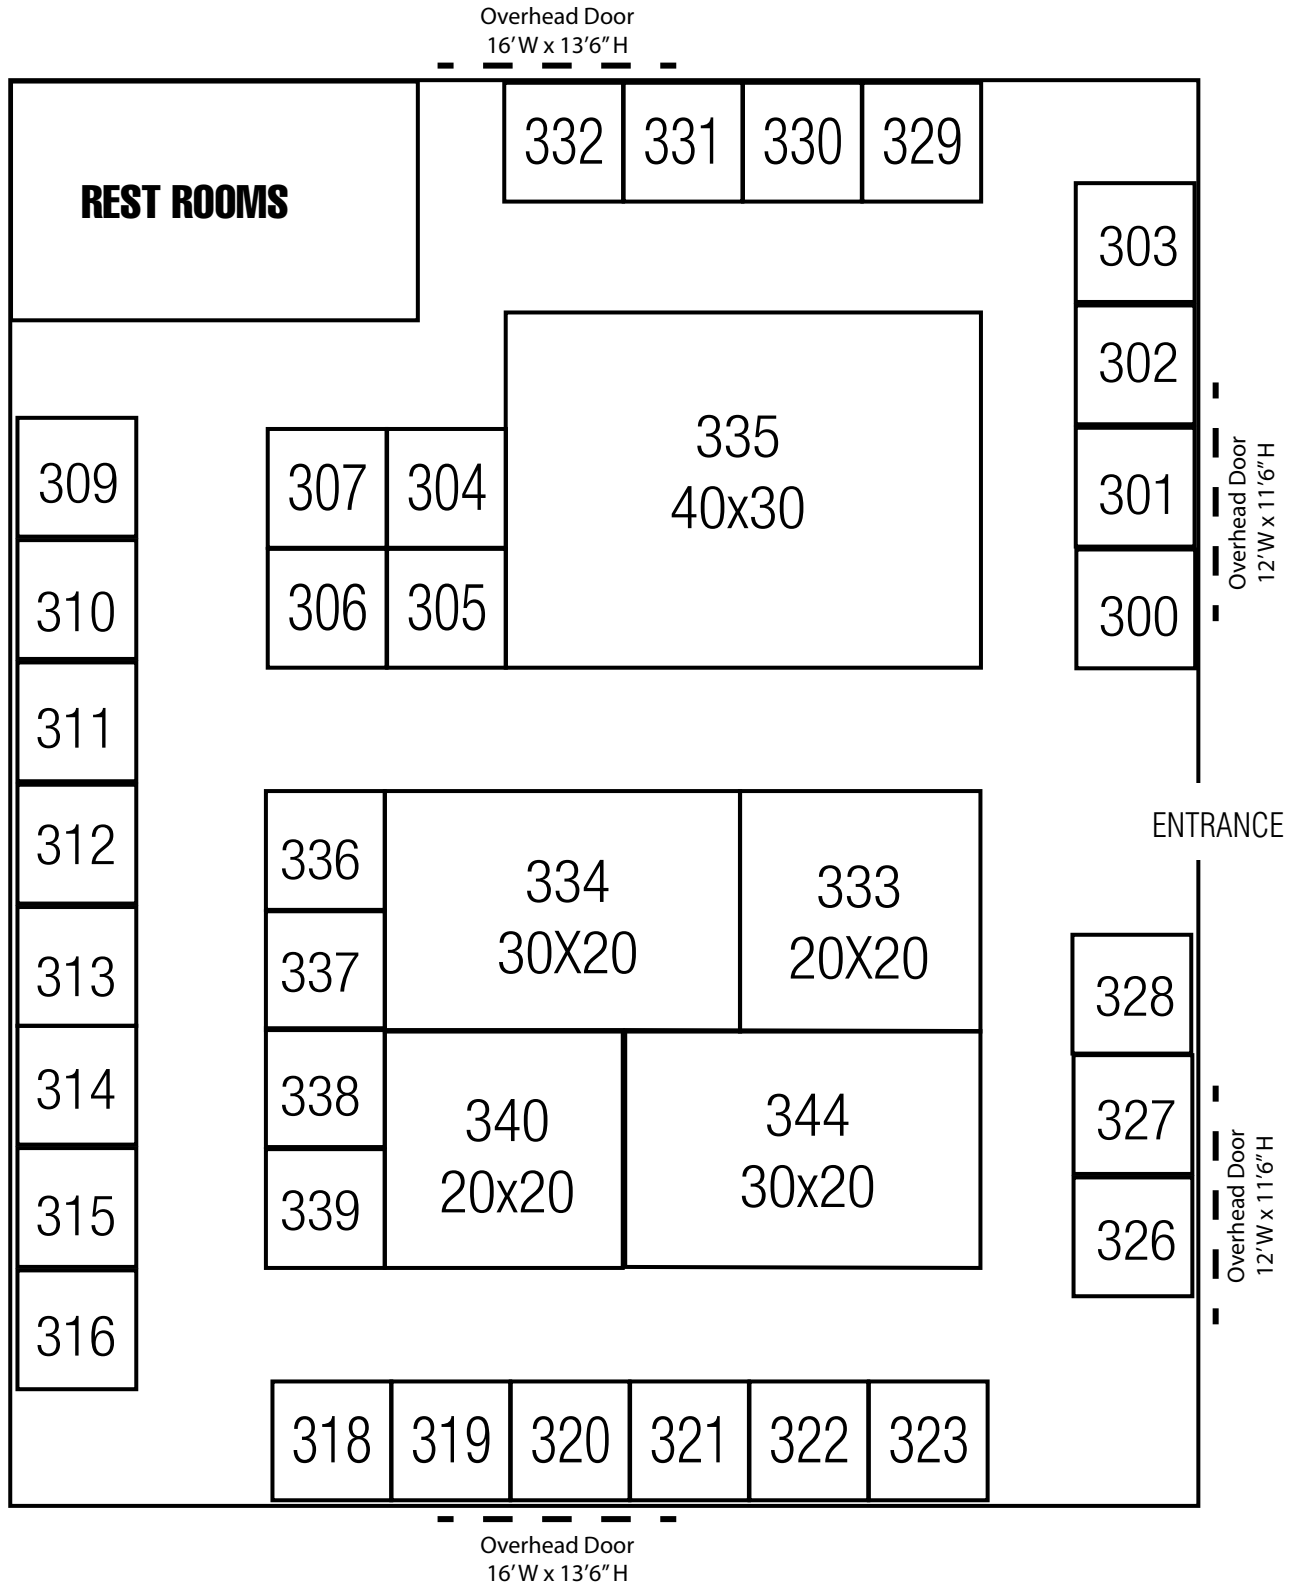 Overhead Door
16’ W x 13’6” H
332
331
330
329
REST ROOMS
303
302
301
300
Overhead Door
12’ W x 11’6” H
335
40x30
307
304
306
305
309
310
311
312
313
314
315
316
ENTRANCE
336
337
338
339
334
30X20
333
20X20
340
20x20
344
30x20
328
327
326
Overhead Door
12’ W x 11’6” H
318
319
320
321
322
323
Overhead Door
16’ W x 13’6” H